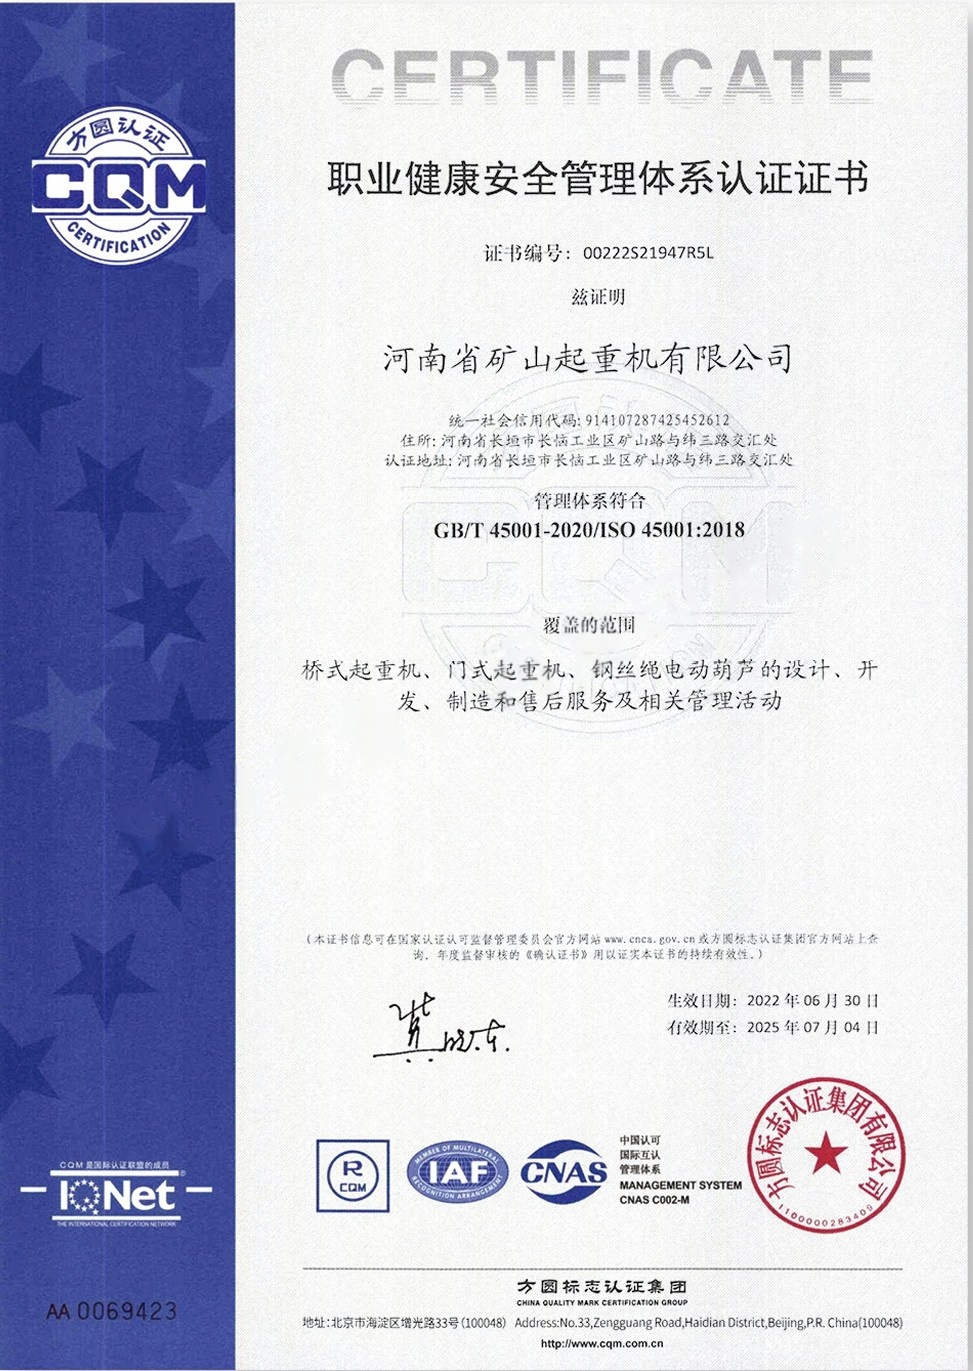 CERTIFICATE
方圆认证
CQM
CERTIFICATION
职业健康安全管理体系认证证书
证书编号：00222S21947R5L
兹证明
河南省矿山起重机有限公司
统一社会信用代码: 914107287425452612
住所: 河南省长垣市长恼工业区矿山路与纬三路交汇处
认证地址: 河南省长垣市长恼工业区矿山路与纬三路交汇处
管理体系符合
GB/T 45001-2020/ISO 45001:2018
覆盖的范围
桥式起重机、门式起重机、钢丝绳电动葫芦的设计、开
发、制造和售后服务及相关管理活动
（本证书信息可在国家认证认可监督管理委员会官方网站www.cnca.gov.cn或方圆标志认证集团官方网站上查
询。年度监督审核的《确认证书》用以证实本证书的持续有效性。）
生效日期：2022 年 06 月 30 日
有效期至：2025 年 07 月 04 日
R
CQM
MEMBER OF MULTILATERAL
IAF
RECOGNITION ARRANGEMENT
CNAS
中国认可
国际互认
管理体系
MANAGEMENT SYSTEM
CNAS C002-M
方圆标志认证集团有限公司
1100000283409
CQM 是国际认证联盟的成员
IQNet
THE INTERNATIONAL CERTIFICATION NETWORK
AA 0069423
方圆标志认证集团
CHINA QUALITY MARK CERTIFICATION GROUP
地址：北京市海淀区增光路33号（100048） Address:No.33,Zengguang Road,Haidian District,Beijing,P.R. China(100048)
http://www.cqm.com.cn